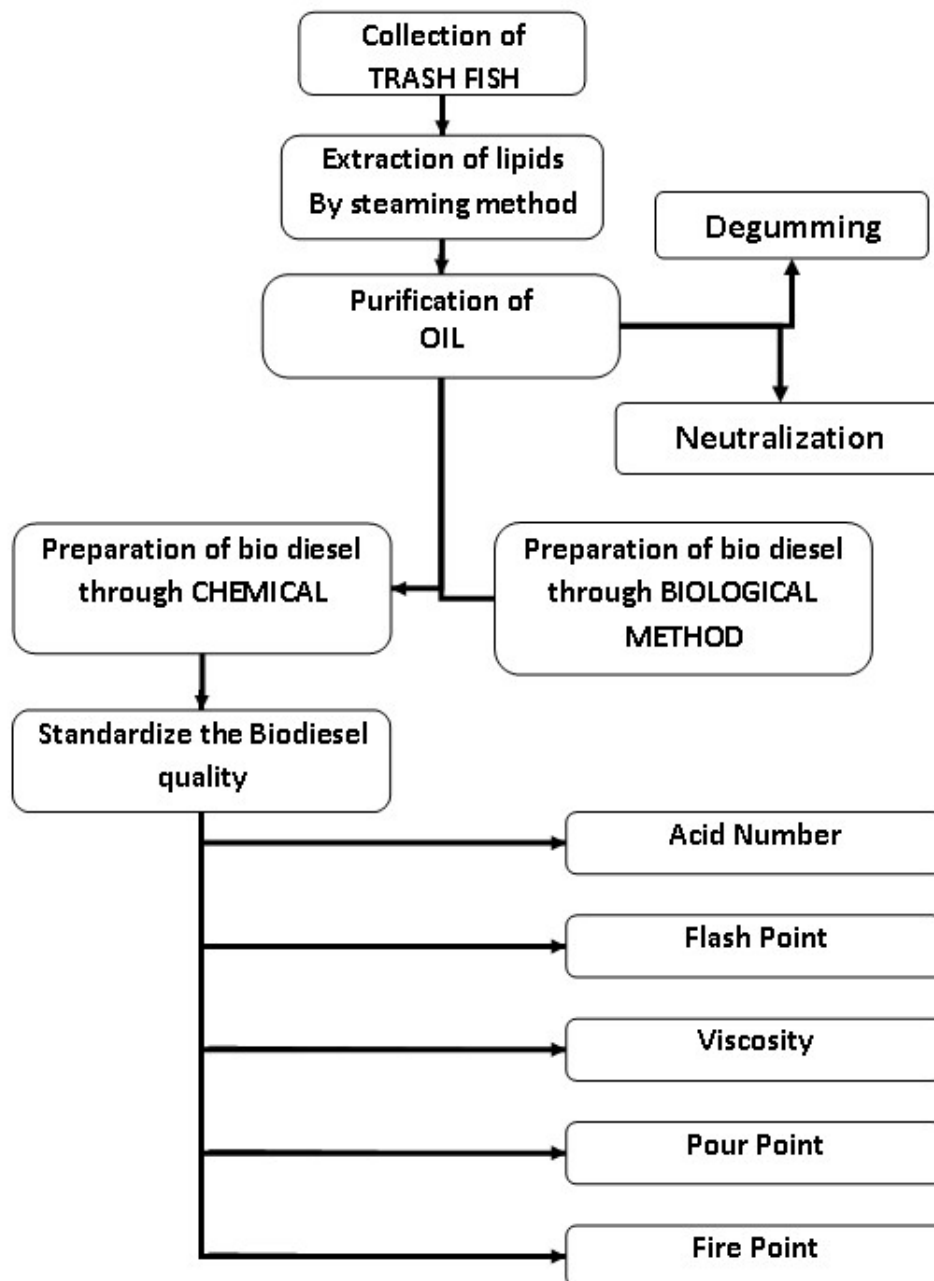 Collection of
TRASH FISH
Extraction of lipids
By steaming method
Degumming
Purification of
OIL
Neutralization
Preparation of bio diesel
through CHEMICAL
Preparation of bio diesel
through BIOLOGICAL
METHOD
Standardize the Biodiesel
quality
Acid Number
Flash Point
Viscosity
Pour Point
Fire Point